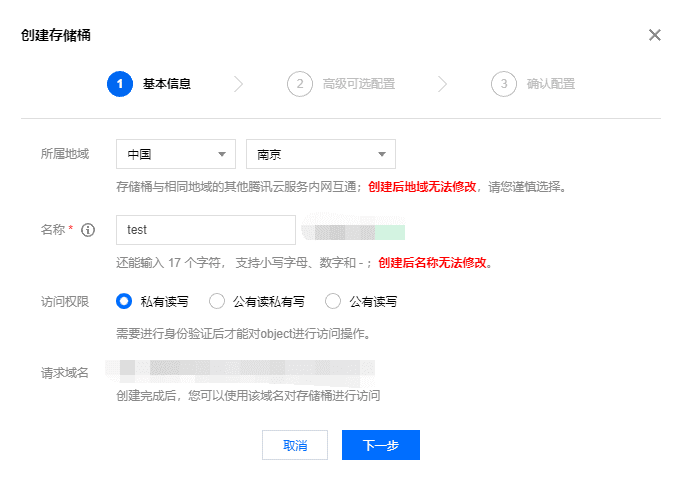 创建存储桶
1 基本信息 2 高级可选配置 3 确认配置
所属地域 中国 南京
存储桶与相同地域的其他腾讯云服务内网互通；创建后地域无法修改，请您谨慎选择。
名称 * test
还能输入 17 个字符， 支持小写字母、数字和 - ；创建后名称无法修改。
访问权限 私有读写 公有读私有写 公有读写
需要进行身份验证后才能对object进行访问操作。
请求域名
创建完成后，您可以使用该域名对存储桶进行访问
取消 下一步